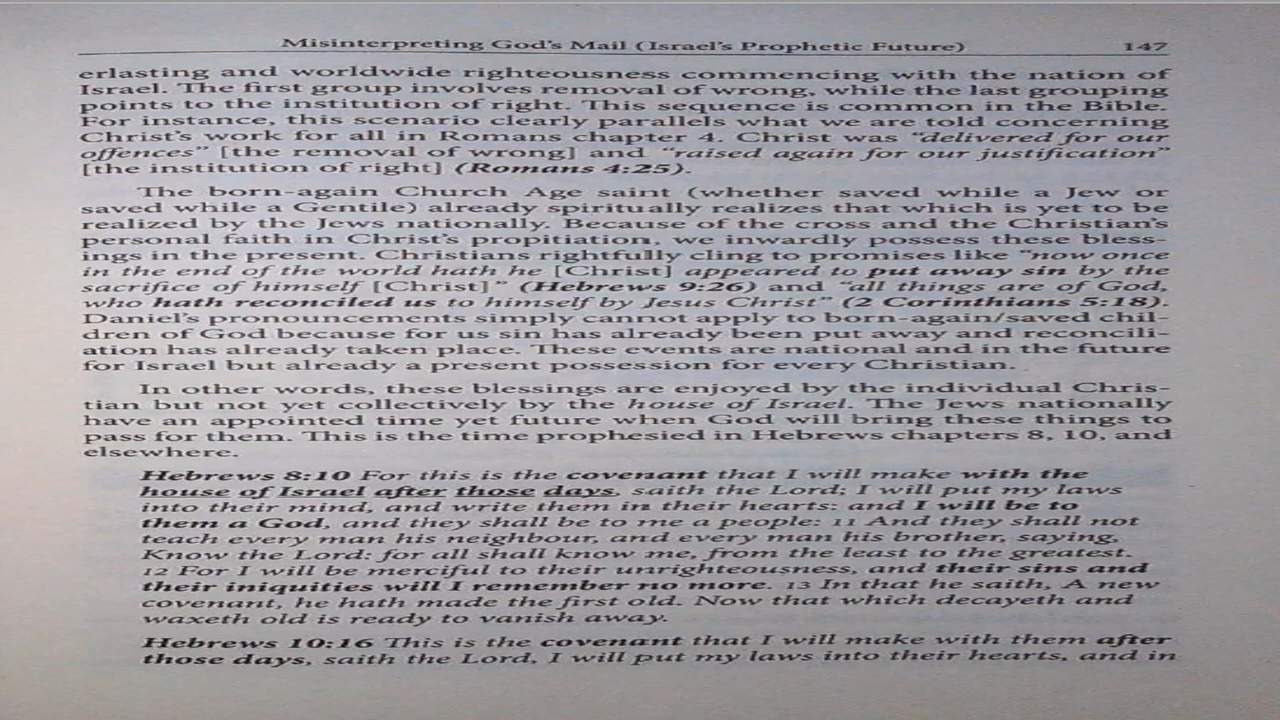 Misinterpreting God's Mail (Israel's Prophetic Future) 147
erlasting and worldwide righteousness commencing with the nation of
Israel. The first group involves removal of wrong, while the last grouping
points to the institution of right. This sequence is common in the Bible.
For instance, this scenario clearly parallels what we are told concerning
Christ's work for all in Romans chapter 4. Christ was "delivered for our
offences" [the removal of wrong] and "raised again for our justification"
[the institution of right] (Romans 4:25).
The born-again Church Age saint (whether saved while a Jew or
saved while a Gentile) already spiritually realizes that which is yet to be
realized by the Jews nationally. Because of the cross and the Christian's
personal faith in Christ's propitiation, we inwardly possess these bless-
ings in the present. Christians rightfully cling to promises like "now once
in the end of the world hath he [Christ] appeared to put away sin by the
sacrifice of himself [Christ]" (Hebrews 9:26) and "all things are of God,
who hath reconciled us to himself by Jesus Christ" (2 Corinthians 5:18).
Daniel's pronouncements simply cannot apply to born-again/saved chil-
dren of God because for us sin has already been put away and reconcili-
ation has already taken place. These events are national and in the future
for Israel but already a present possession for every Christian.
In other words, these blessings are enjoyed by the individual Chris-
tian but not yet collectively by the house of Israel. The Jews nationally
have an appointed time yet future when God will bring these things to
pass for them. This is the time prophesied in Hebrews chapters 8, 10, and
elsewhere.
Hebrews 8:10 For this is the covenant that I will make with the
house of Israel after those days, saith the Lord; I will put my laws
into their mind, and write them in their hearts: and I will be to
them a God, and they shall be to me a people: 11 And they shall not
teach every man his neighbour, and every man his brother, saying,
Know the Lord: for all shall know me, from the least to the greatest.
12 For I will be merciful to their unrighteousness, and their sins and
their iniquities will I remember no more. 13 In that he saith, A new
covenant, he hath made the first old. Now that which decayeth and
waxeth old is ready to vanish away.
Hebrews 10:16 This is the covenant that I will make with them after
those days, saith the Lord, I will put my laws into their hearts, and in